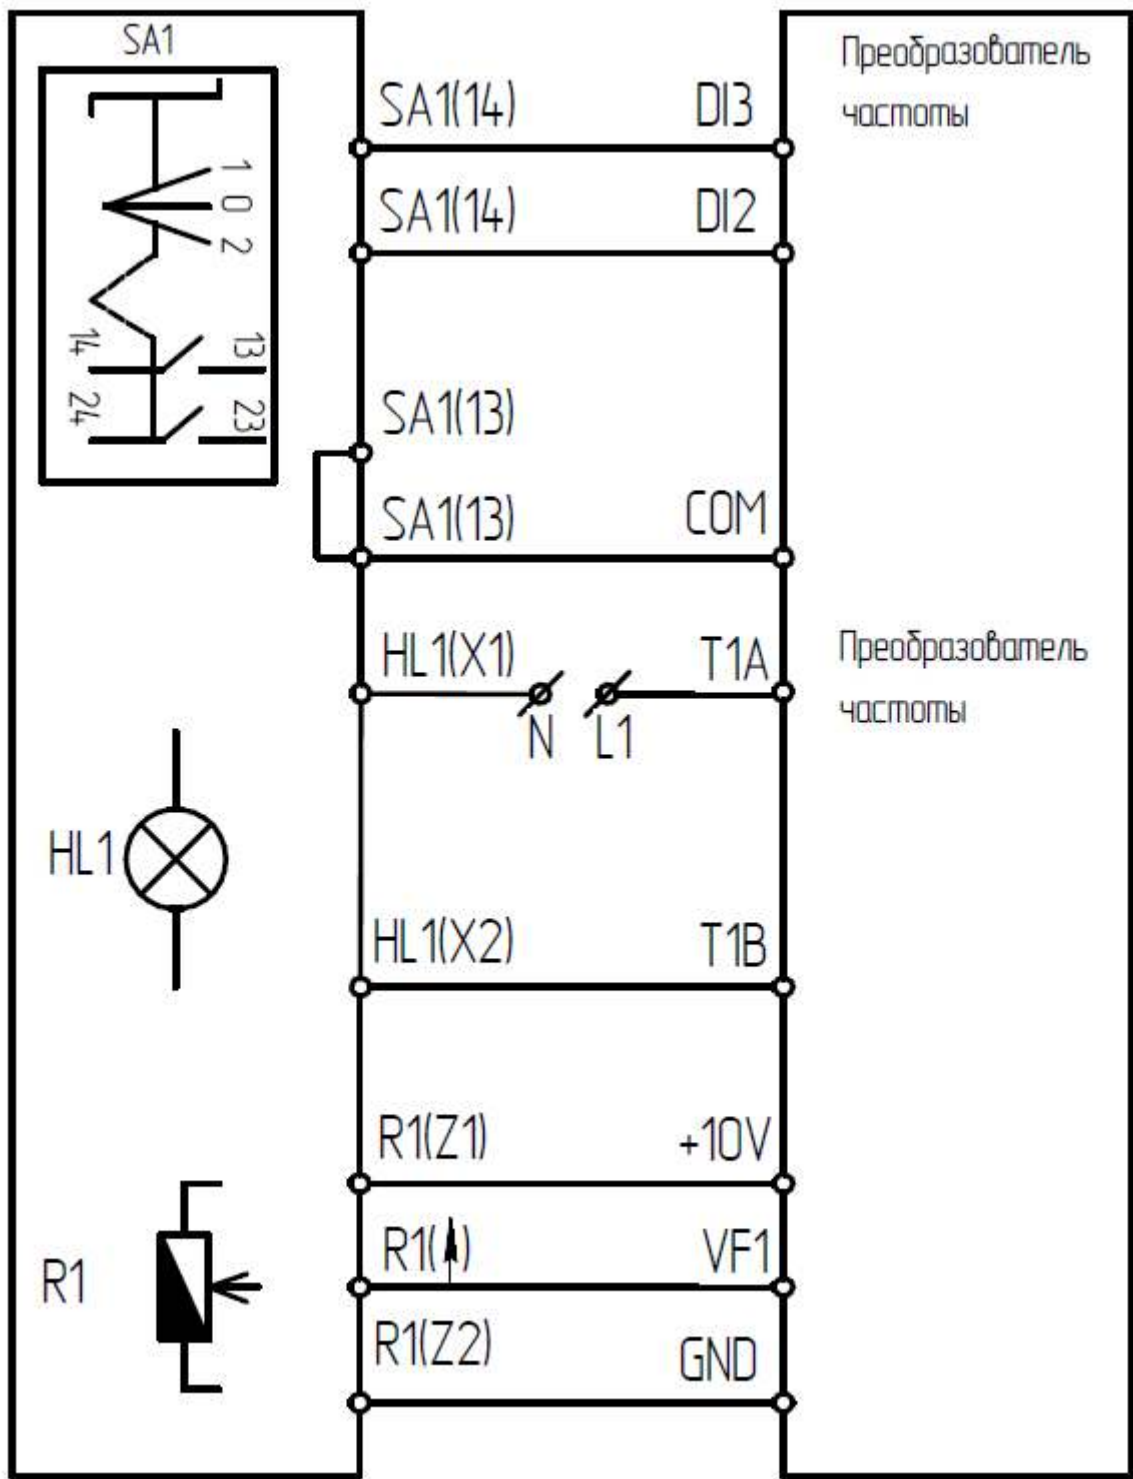 SA1
1
0
2
14
13
24
23
SA1(14)
DI3
SA1(14)
DI2
SA1(13)
SA1(13)
COM
HL1(X1)
T1A
N
L1
HL1
HL1(X2)
T1B
R1(Z1)
+10V
R1
R1( )
VF1
R1(Z2)
GND
Преобразователь
частоты
Преобразователь
частоты